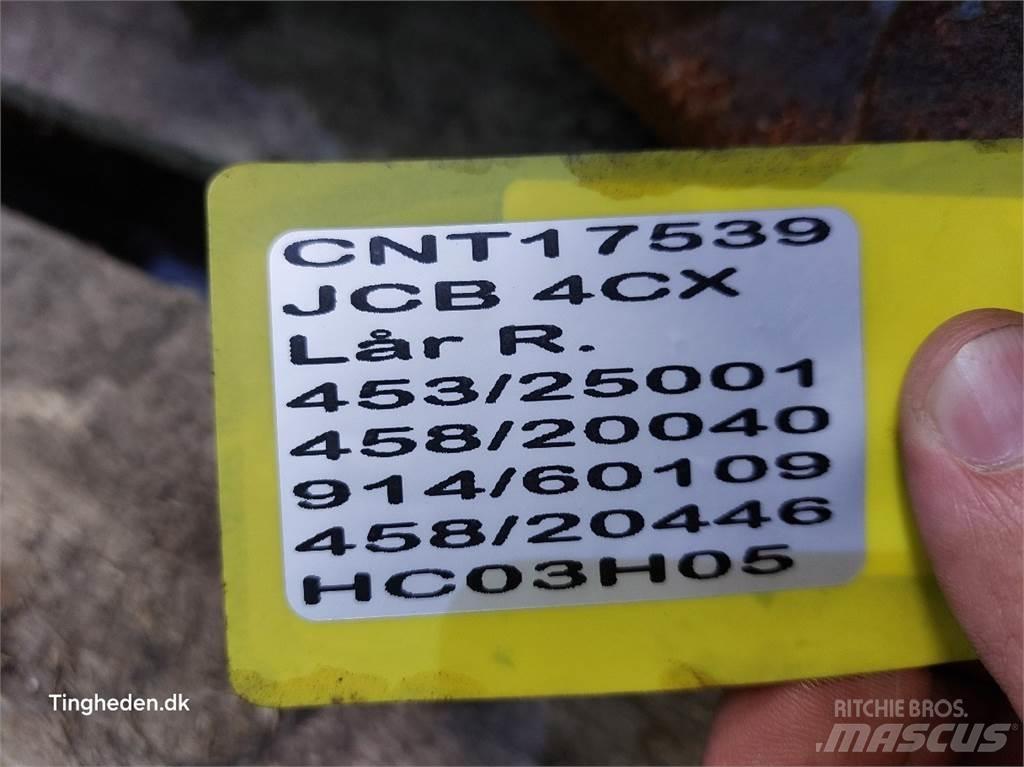 CNT17539
JCB 4CX
Lår R.
453/25001
458/20040
914/60109
458/20446
HC03H05
Tingheden.dk
RITCHIE BROS.
MASCUS